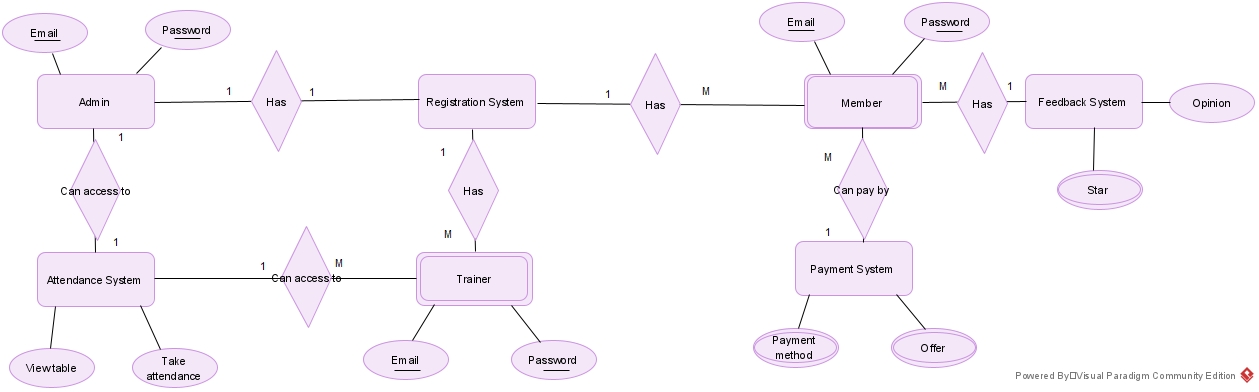 Email
Password
Email
Password
Admin
1
Has
1
Registration System
1
Has
M
Member
M
Has
1
Feedback System
Opinion
1
1
M
Can access to
Has
Can pay by
Star
1
M
1
Attendance System
1
Can access to
M
Trainer
Payment System
View table
Take
attendance
Email
Password
Payment
method
Offer
Powered By□Visual Paradigm Community Edition